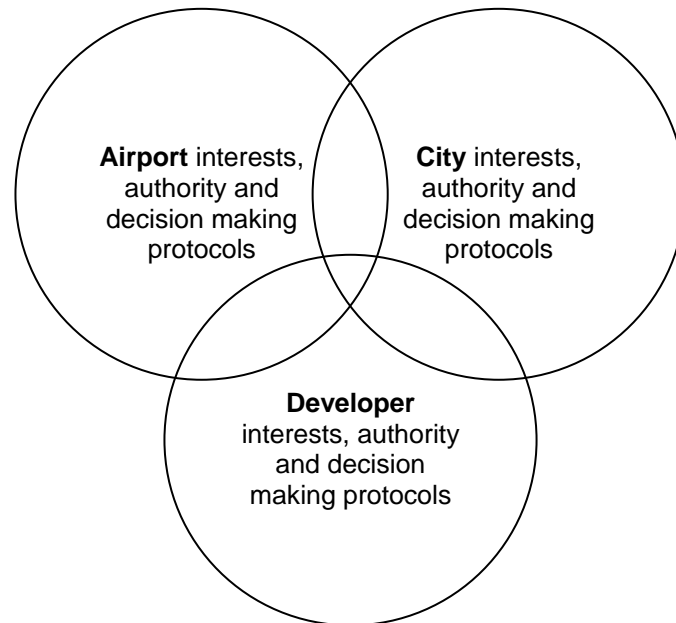 Airport interests,
authority and
decision making
protocols
City interests,
authority and
decision making
protocols
Developer
interests, authority
and decision
making protocols